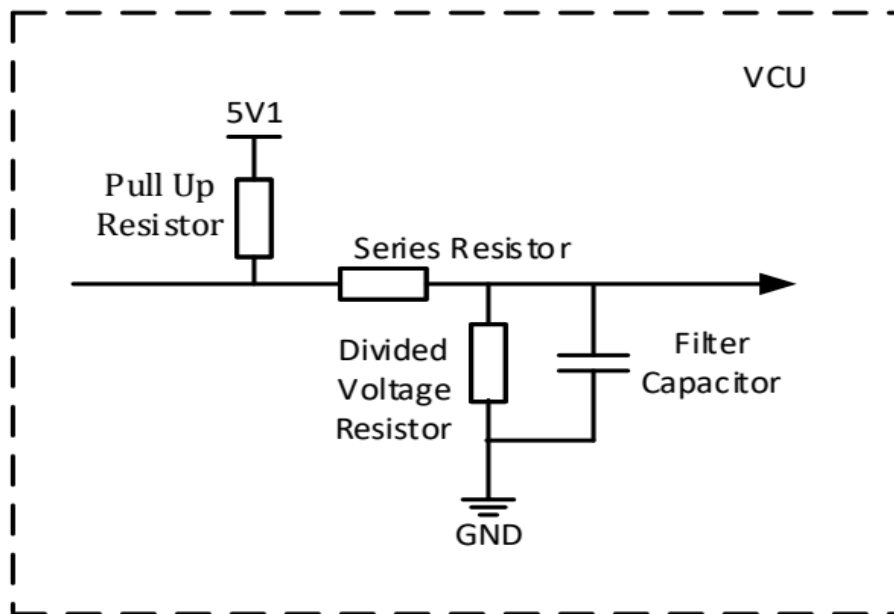 VCU
5V1
Pull Up
Resistor
Series Resistor
Divided
Voltage
Resistor
Filter
Capacitor
GND